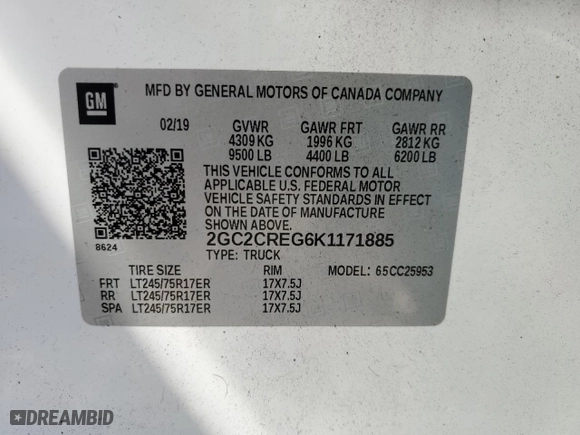 GM
MFD BY GENERAL MOTORS OF CANADA COMPANY
02/19 GVWR GAWR FRT GAWR RR
4309 KG 1996 KG 2812 KG
9500 LB 4400 LB 6200 LB
THIS VEHICLE CONFORMS TO ALL
APPLICABLE U.S. FEDERAL MOTOR
VEHICLE SAFETY STANDARDS IN EFFECT
ON THE DATE OF MANUFACTURE
SHOWN ABOVE.
8624 2GC2CREG6K1171885
TYPE: TRUCK
TIRE SIZE RIM MODEL: 65CC25953
FRT LT245/75R17ER 17X7.5J
RR LT245/75R17ER 17X7.5J
SPA LT245/75R17ER 17X7.5J
DREAMBID